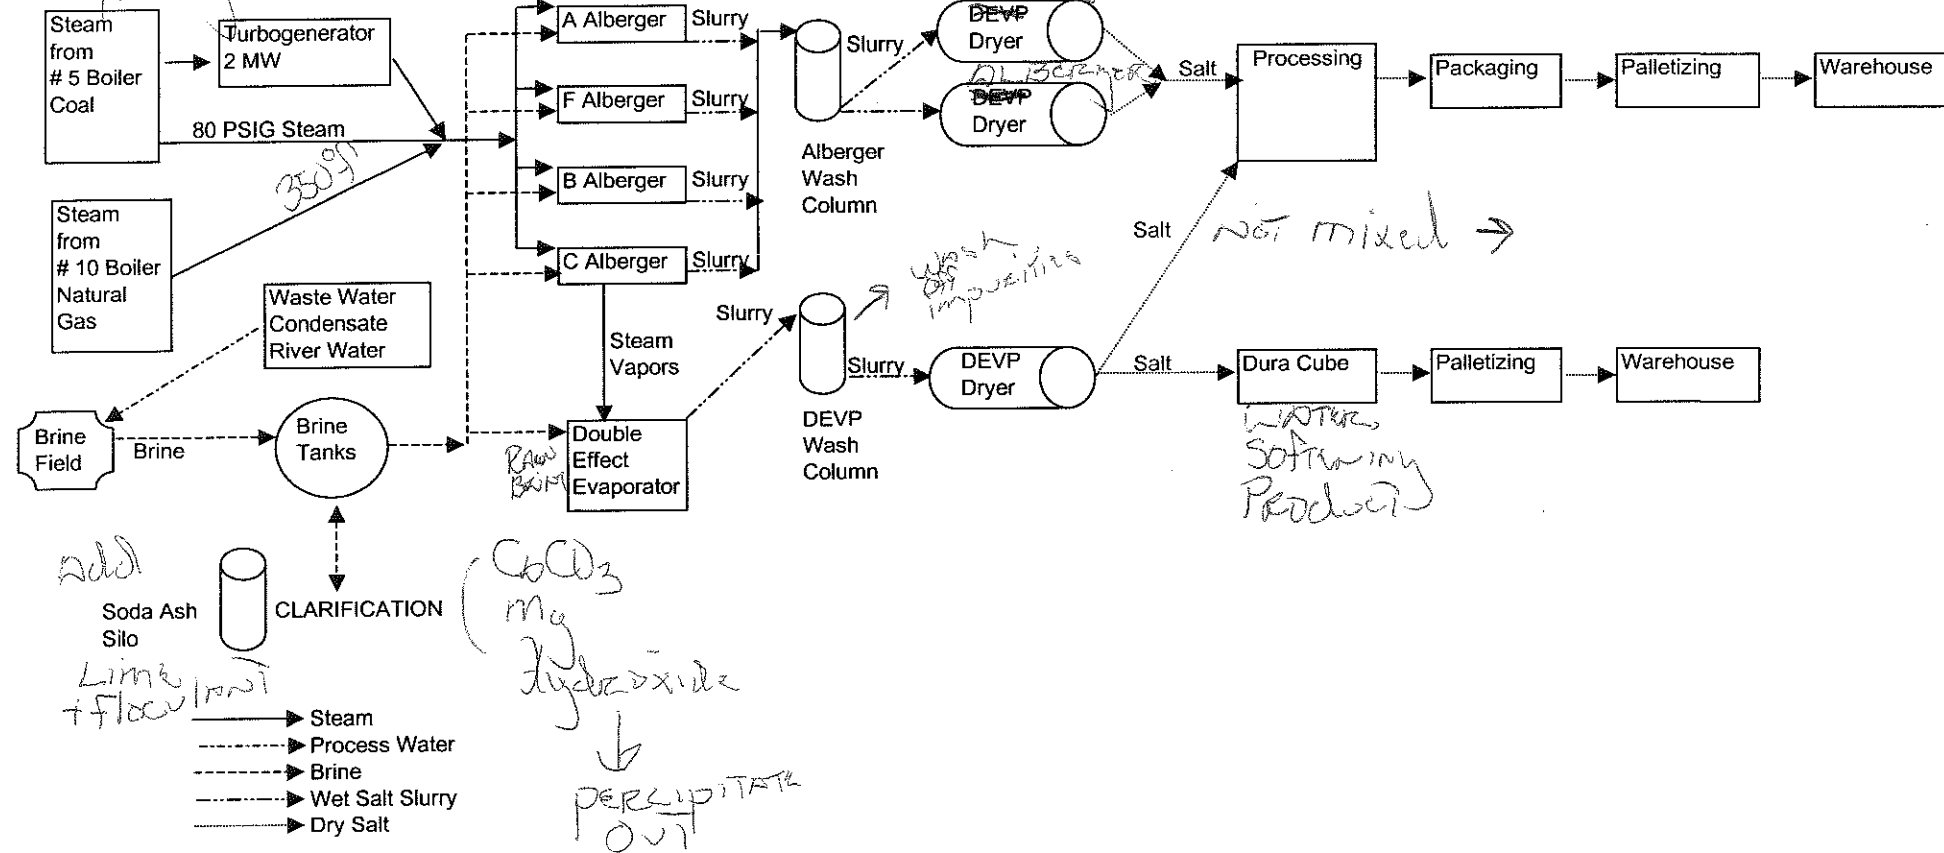 Steam
from
# 5 Boiler
Coal
Turbogenerator
2 MW
80 PSIG Steam
350°F
Steam
from
# 10 Boiler
Natural
Gas
Waste Water
Condensate
River Water
Brine
Field
Brine
Brine
Tanks
A Alberger
Slurry
F Alberger
Slurry
B Alberger
Slurry
C Alberger
Slurry
Steam
Vapors
RAW
BRINE
Double
Effect
Evaporator
Slurry
Alberger
Wash
Column
Slurry
DEVP
Dryer
ALBERGER
DEVP
Dryer
Salt
Processing
Packaging
Palletizing
Warehouse
Salt
NOT mixed →
wash
off
impurities
DEVP
Wash
Column
Slurry
DEVP
Dryer
Salt
Dura Cube
Palletizing
Warehouse
WATER
Softening
Products
add
Soda Ash
Silo
CLARIFICATION
Lime
+ floculant
CaCO3
Mg
Hydroxide
PERCIPITATE
OUT
Steam
Process Water
Brine
Wet Salt Slurry
Dry Salt